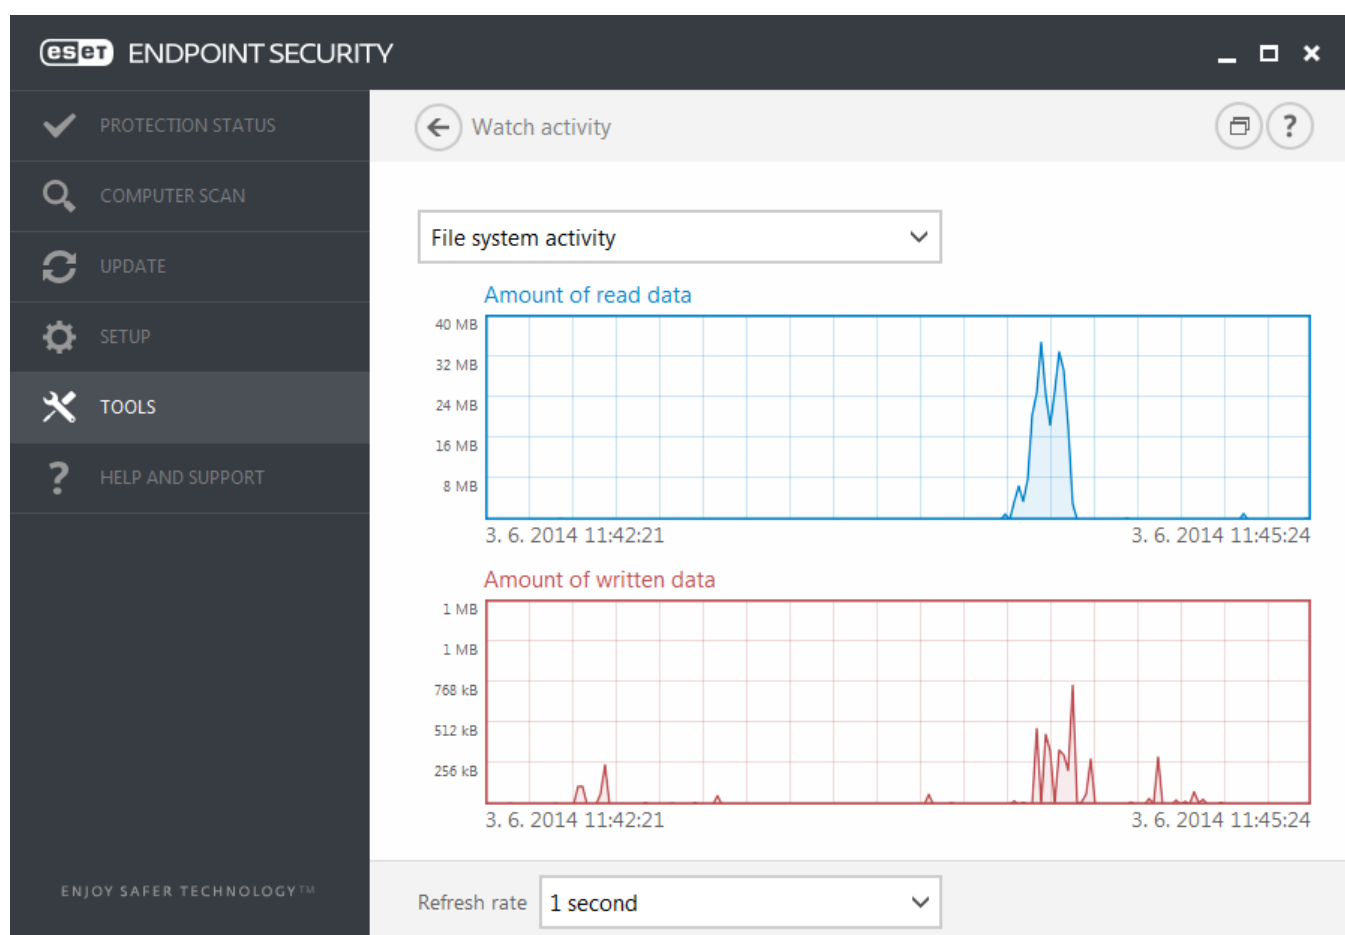 eseT ENDPOINT SECURITY
PROTECTION STATUS
COMPUTER SCAN
UPDATE
SETUP
TOOLS
? HELP AND SUPPORT
ENJOY SAFER TECHNOLOGY™
Watch activity
?
File system activity
Amount of read data
40 MB
32 MB
24 MB
16 MB
8 MB
3. 6. 2014 11:42:21 3. 6. 2014 11:45:24
Amount of written data
1 MB
1 MB
768 kB
512 kB
256 kB
3. 6. 2014 11:42:21 3. 6. 2014 11:45:24
Refresh rate 1 second